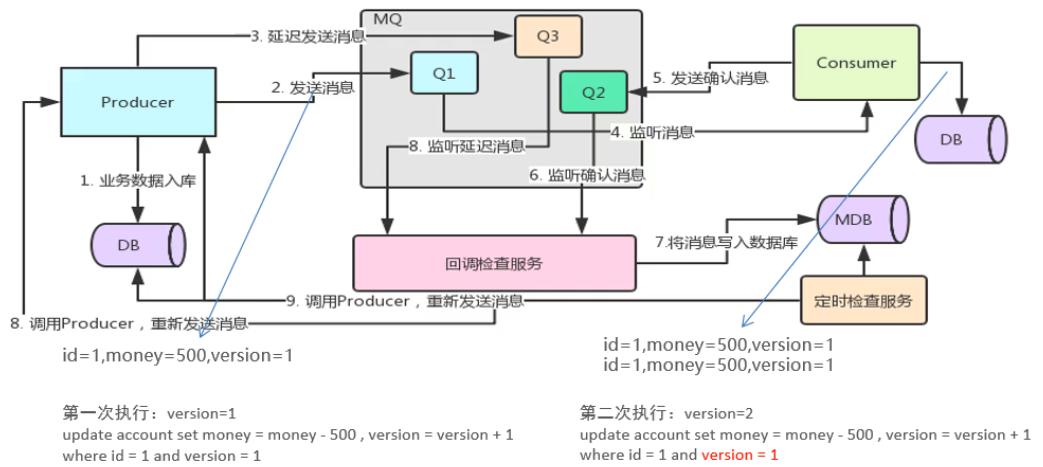 MQ
3. 延迟发送消息
Q3
Q1
Q2
Producer
2. 发送消息
5. 发送确认消息
Consumer
4. 监听消息
DB
8. 监听延迟消息
6. 监听确认消息
1. 业务数据入库
DB
MDB
7.将消息写入数据库
回调检查服务
定时检查服务
9. 调用Producer，重新发送消息
8. 调用Producer，重新发送消息
id=1,money=500,version=1
id=1,money=500,version=1
id=1,money=500,version=1
第一次执行：version=1
update account set money = money - 500 , version = version + 1
where id = 1 and version = 1
第二次执行：version=2
update account set money = money - 500 , version = version + 1
where id = 1 and version = 1